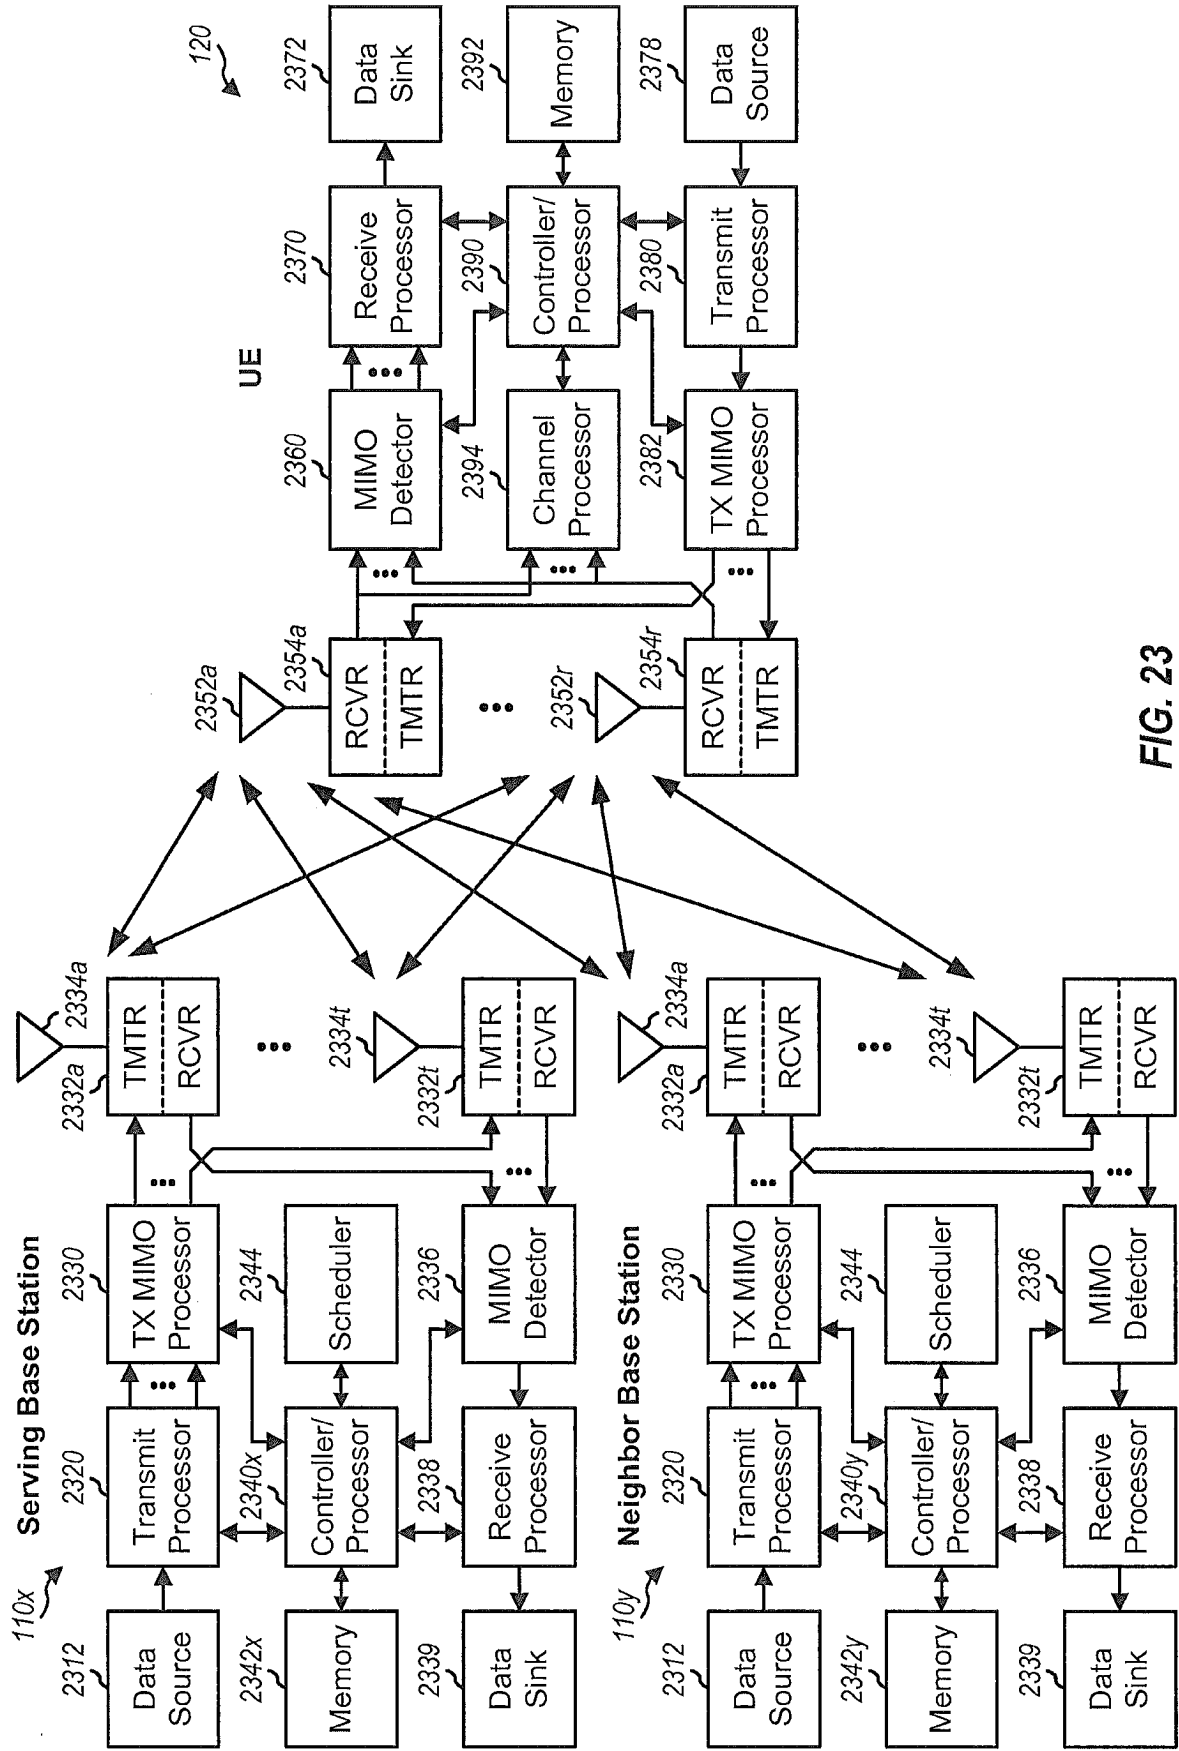 Serving Base Station
110x
2312
Data
Source
2320
Transmit
Processor
2330
TX MIMO
Processor
2332a
TMTR
RCVR
2334a
2342x
Memory
2340x
Controller/
Processor
2344
Scheduler
2339
Data
Sink
2338
Receive
Processor
2336
MIMO
Detector
2332t
TMTR
RCVR
2334t
Neighbor Base Station
110y
2312
Data
Source
2320
Transmit
Processor
2330
TX MIMO
Processor
2332a
TMTR
RCVR
2334a
2342y
Memory
2340y
Controller/
Processor
2344
Scheduler
2339
Data
Sink
2338
Receive
Processor
2336
MIMO
Detector
2332t
TMTR
RCVR
2334t
UE
120
2352a
2354a
RCVR
TMTR
2360
MIMO
Detector
2370
Receive
Processor
2372
Data
Sink
2394
Channel
Processor
2390
Controller/
Processor
2392
Memory
2352r
2354r
RCVR
TMTR
2382
TX MIMO
Processor
2380
Transmit
Processor
2378
Data
Source
FIG. 23